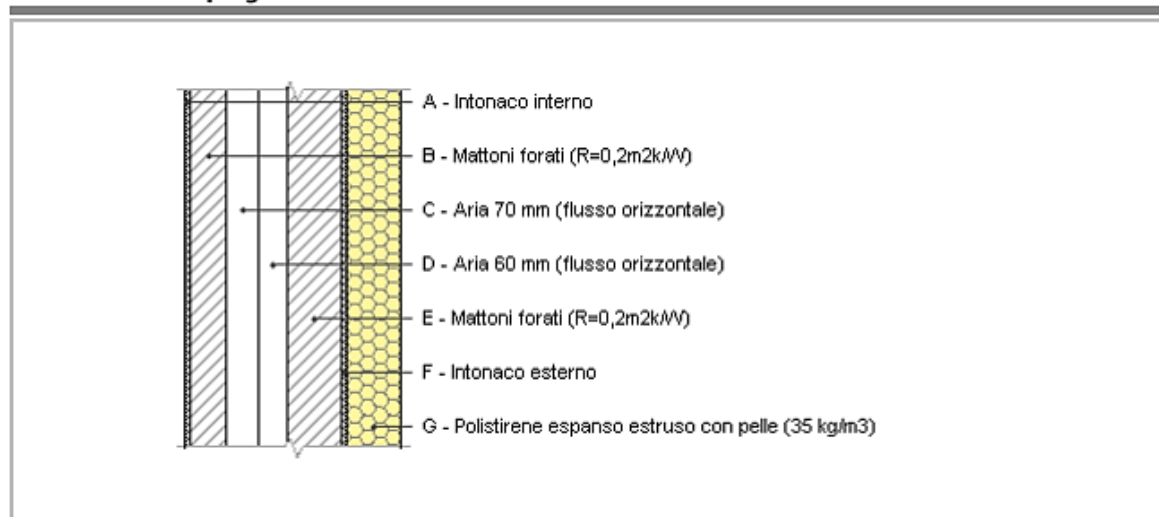 A - Intonaco interno
B - Mattoni forati (R=0,2m2k/W)
C - Aria 70 mm (flusso orizzontale)
D - Aria 60 mm (flusso orizzontale)
E - Mattoni forati (R=0,2m2k/W)
F - Intonaco esterno
G - Polistirene espanso estruso con pelle (35 kg/m3)